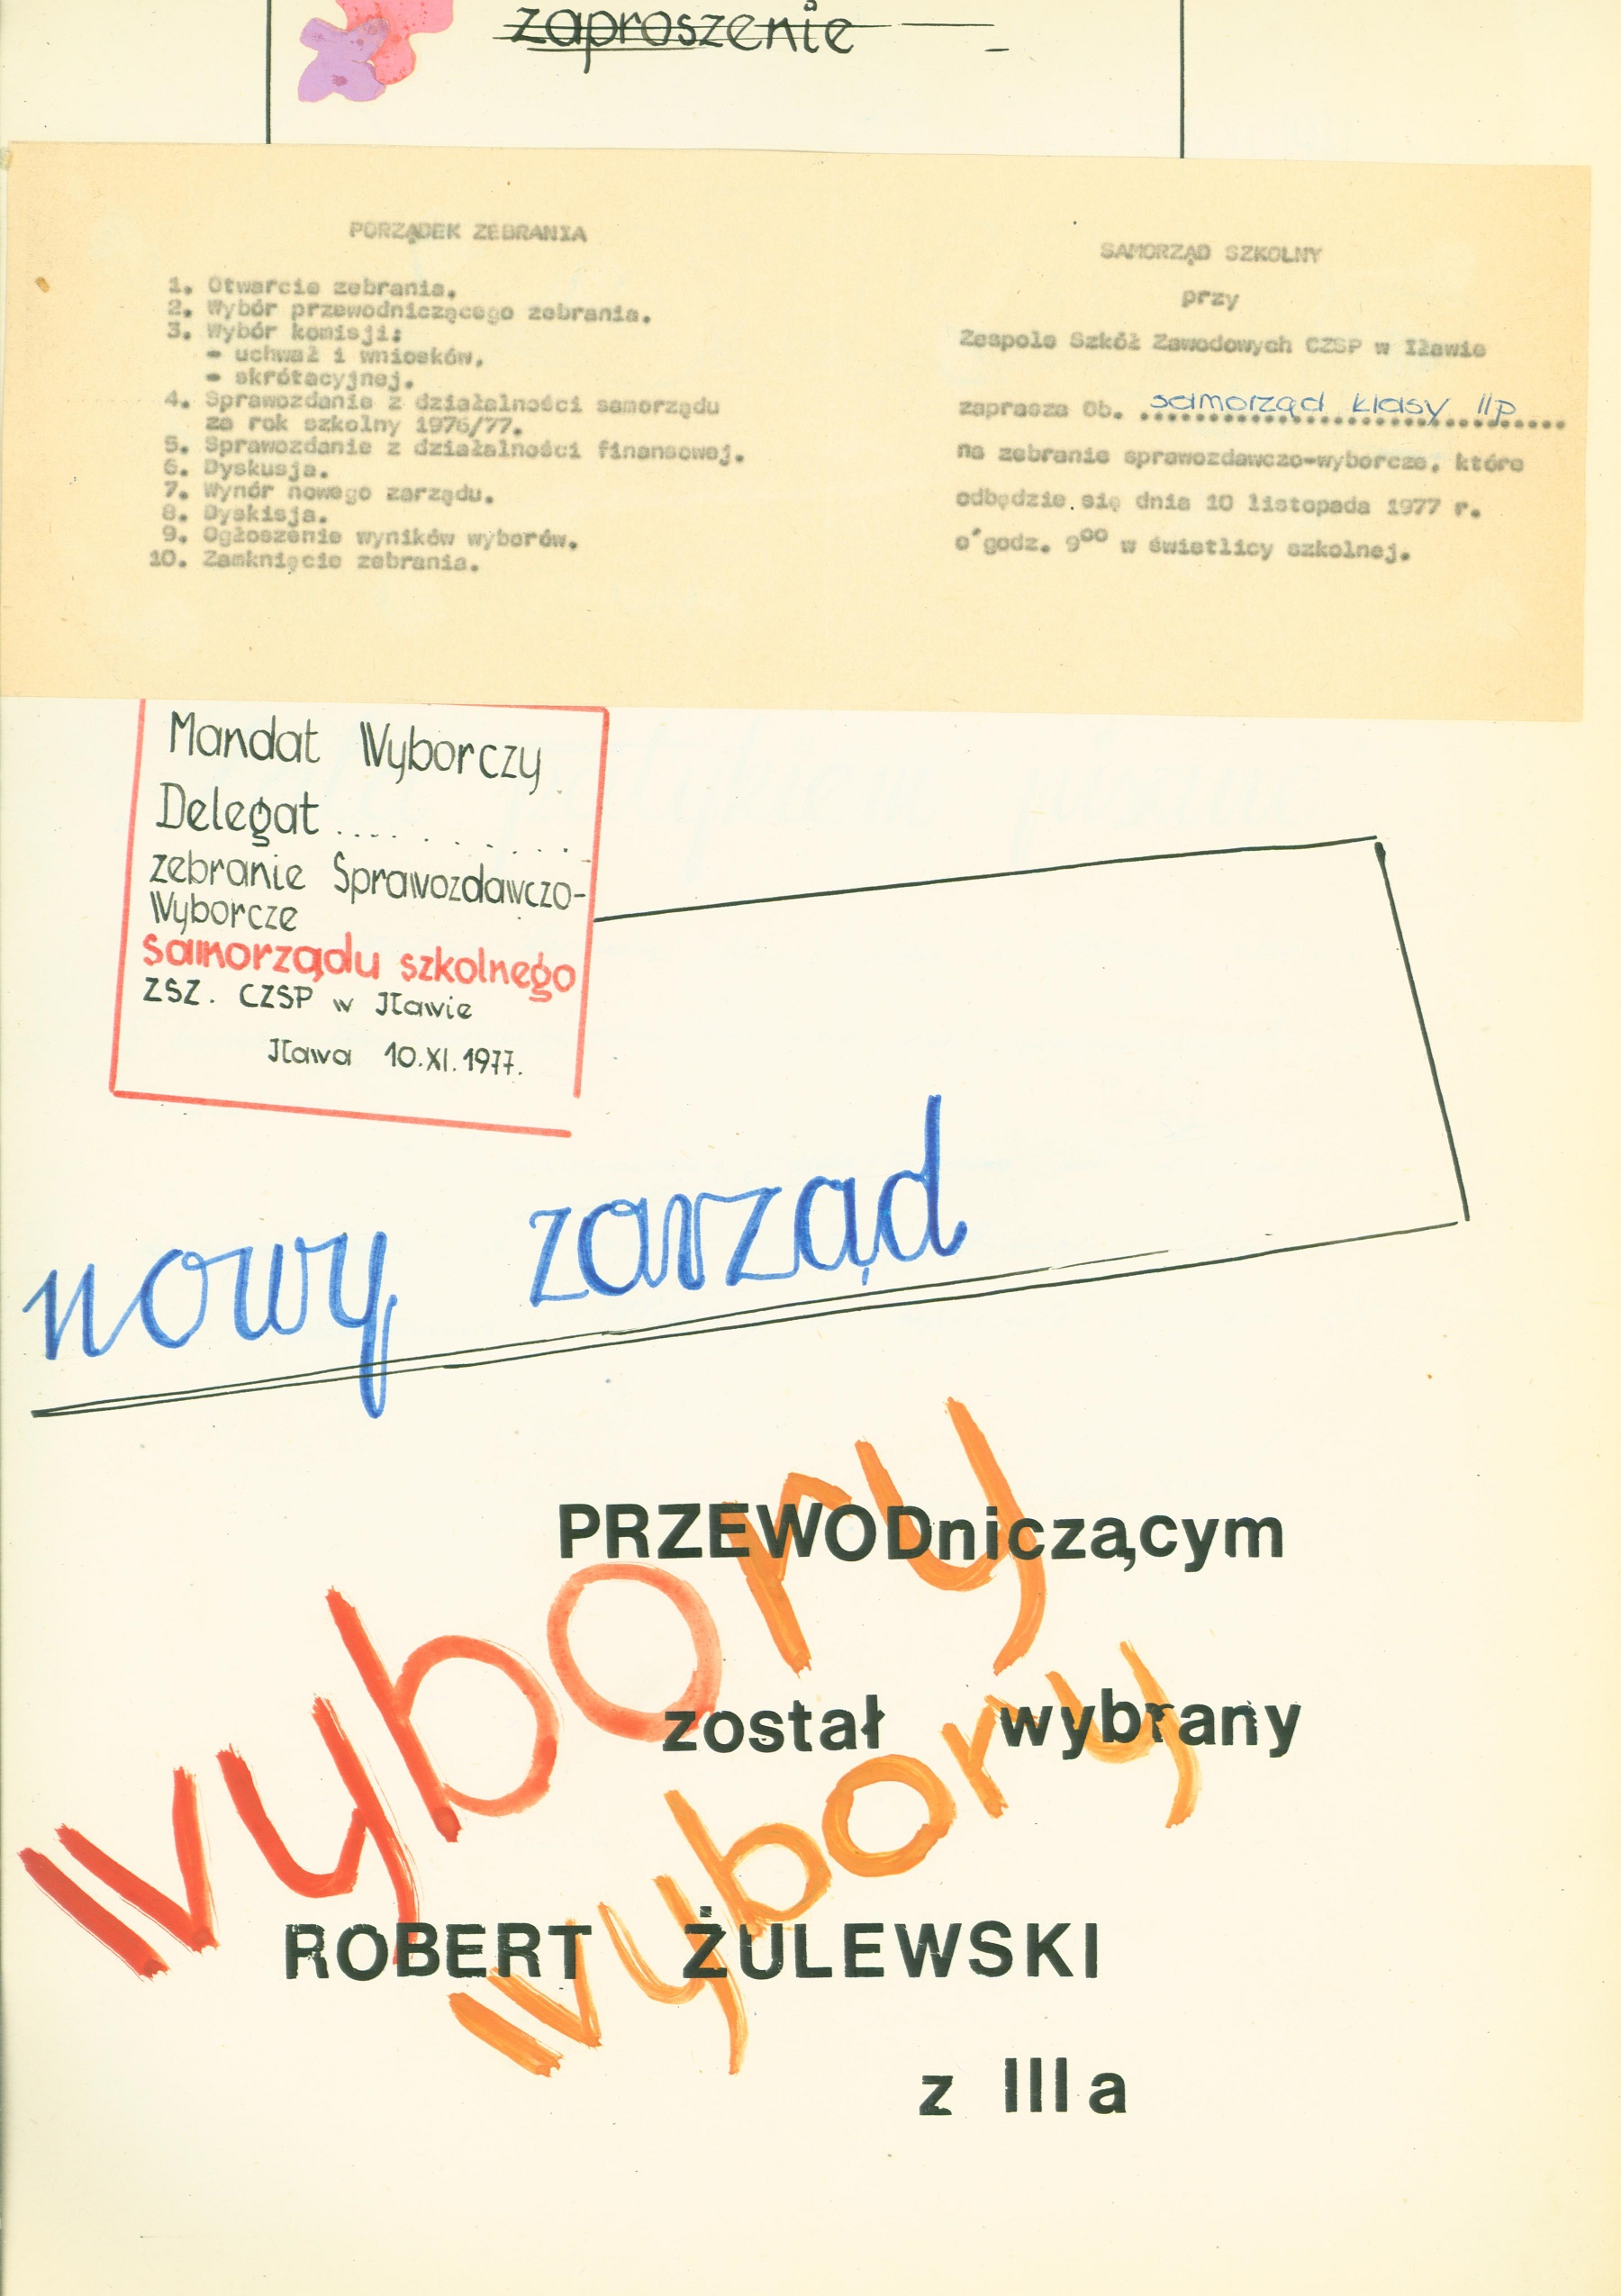 zaproszenie
PORZĄDEK ZEBRANIA
1. Otwarcie zebrania.
2. Wybór przewodniczącego zebrania.
3. Wybór komisji:
- uchwał i wniosków,
- skrótacyjnej.
4. Sprawozdanie z działalności samorządu
za rok szkolny 1976/77.
5. Sprawozdanie z działalności finansowej.
6. Dyskusja.
7. Wynór nowego zarządu.
8. Dyskisja.
9. Ogłoszenie wyników wyborów.
10. Zamknięcie zebrania.
SAMORZĄD SZKOLNY
przy
Zespole Szkół Zawodowych CZSP w Iławie
zaprasza Ob. samorząd klasy IIp
na zebranie sprawozdawczo-wyborcze, które
odbędzie się dnia 10 listopada 1977 r.
o godz. 9⁰⁰ w świetlicy szkolnej.
Mandat Wyborczy
Delegat ..........
zebranie Sprawozdawczo-
Wyborcze
samorządu szkolnego
ZSZ. CZSP w Iławie
Iława 10.XI.1977.
nowy zarząd
wybory
wybory
PRZEWODniczącym
został wybrany
ROBERT ŻULEWSKI
z IIIa